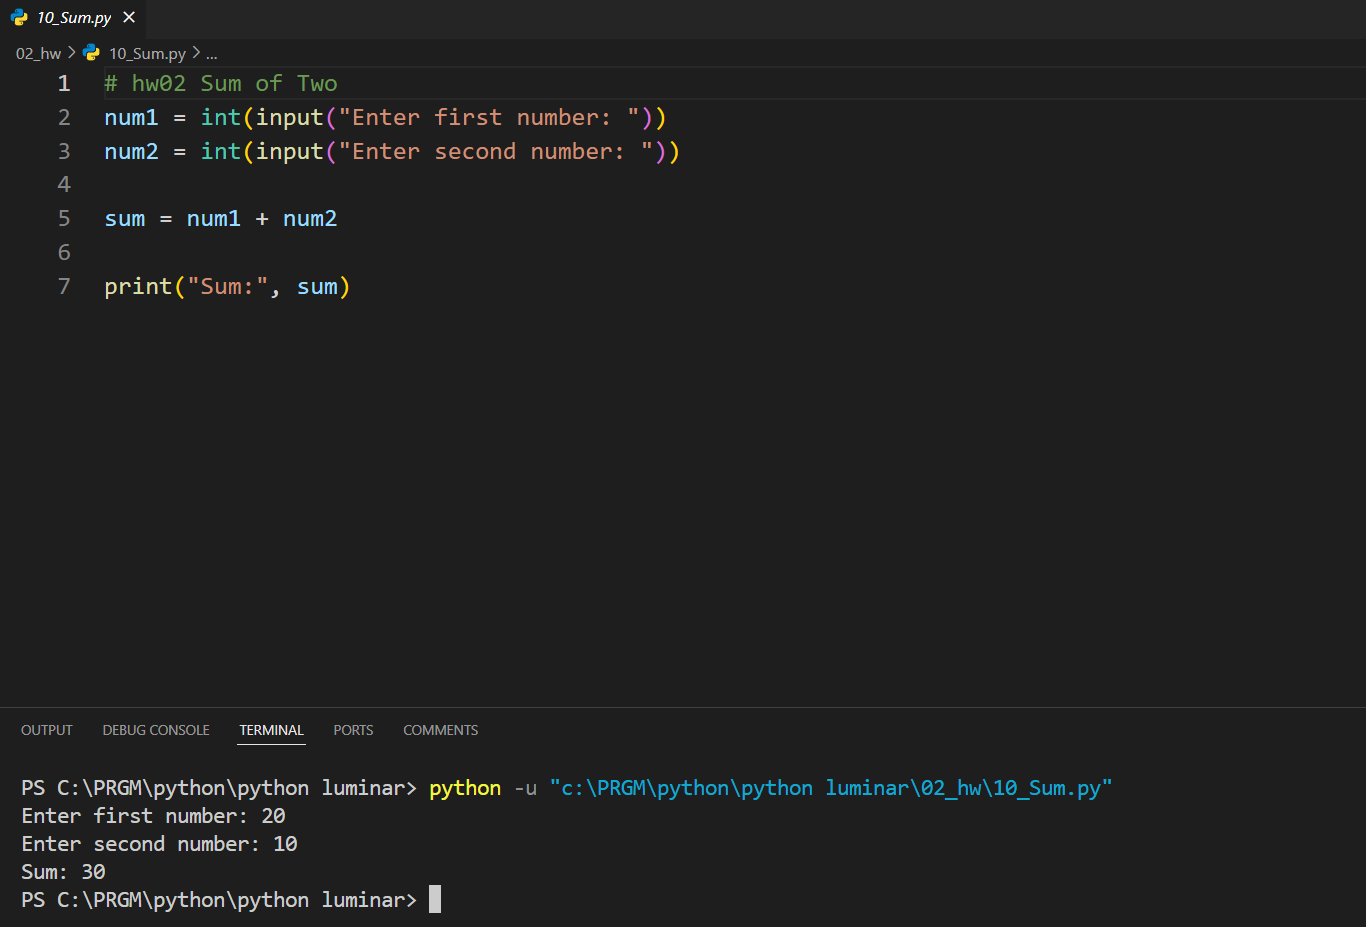 10_Sum.py
02_hw > 10_Sum.py > ...
1 # hw02 Sum of Two
2 num1 = int(input("Enter first number: "))
3 num2 = int(input("Enter second number: "))
4
5 sum = num1 + num2
6
7 print("Sum:", sum)
OUTPUT DEBUG CONSOLE TERMINAL PORTS COMMENTS
PS C:\PRGM\python\python luminar> python -u "c:\PRGM\python\python luminar\02_hw\10_Sum.py"
Enter first number: 20
Enter second number: 10
Sum: 30
PS C:\PRGM\python\python luminar>